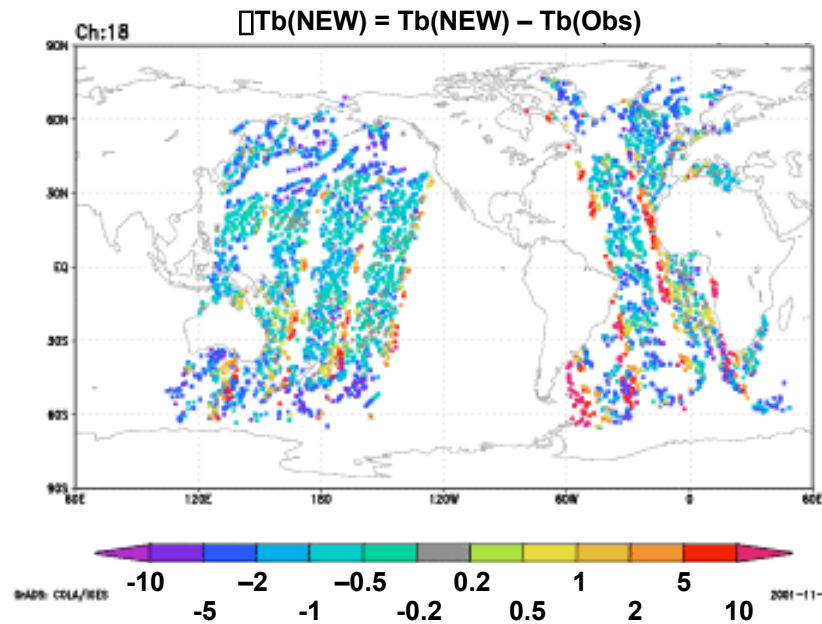 ▯Tb(NEW) = Tb(NEW) – Tb(Obs)
Ch:18
90N
60N
30N
EQ
30S
60S
90S
60E 120E 180 120W 60W 0 60E
-10 –2 –0.5 0.2 1 5
-5 -1 -0.2 0.5 2 10
GrADS: COLA/IGES 2001-11-